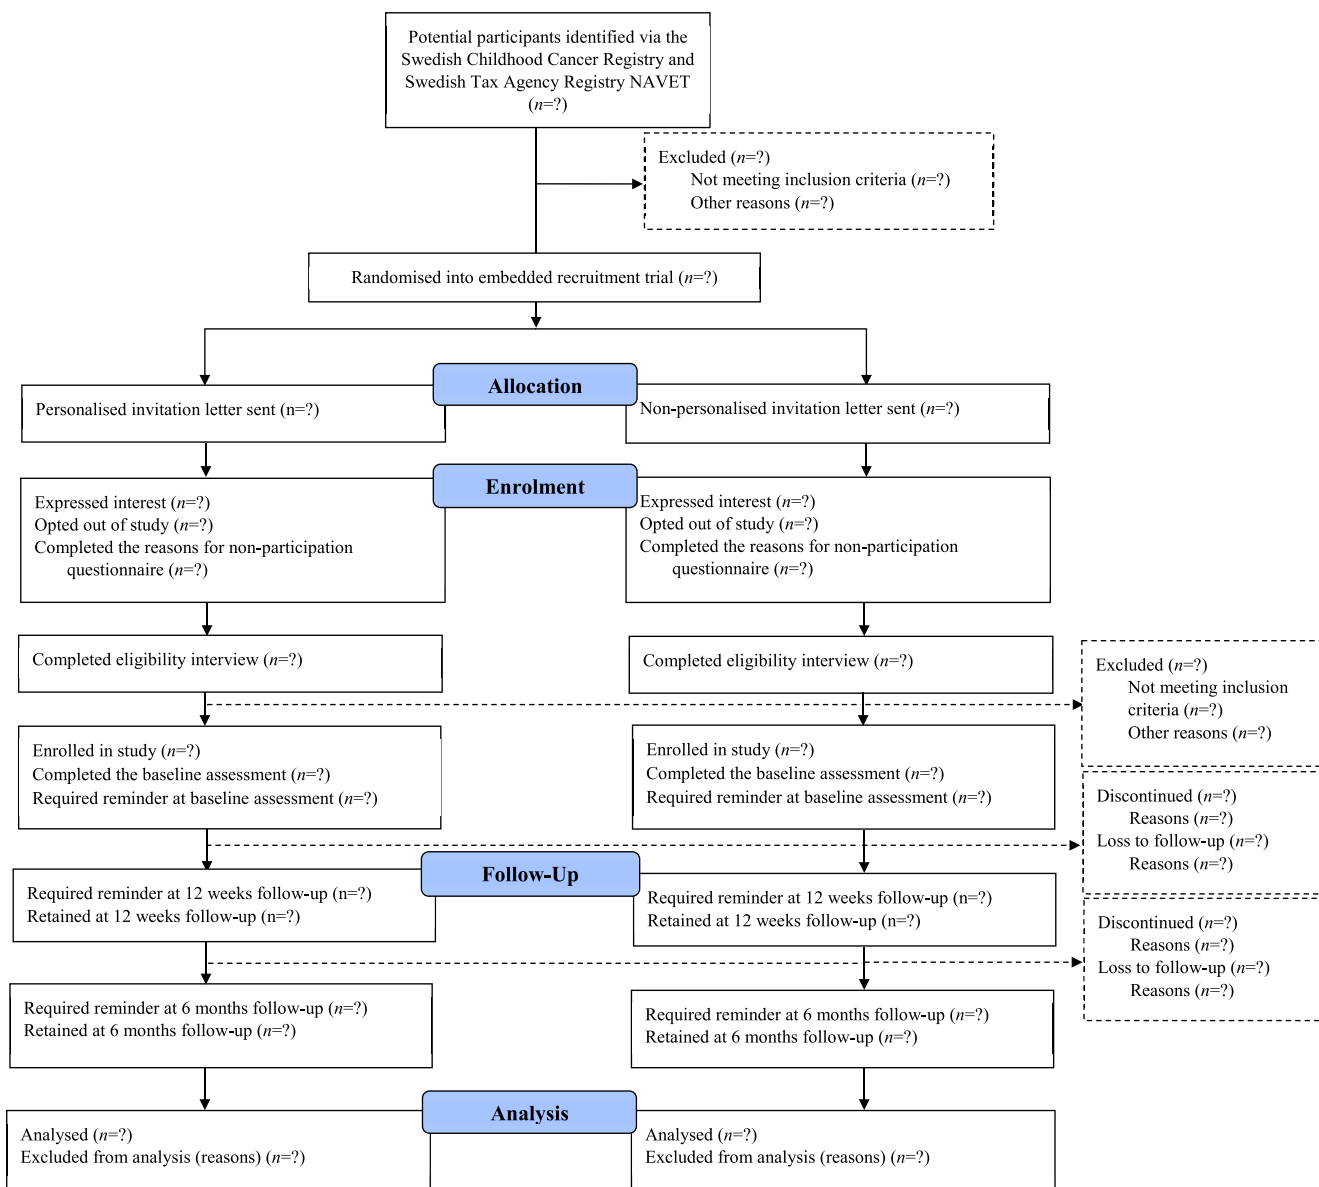 Potential participants identified via the
Swedish Childhood Cancer Registry and
Swedish Tax Agency Registry NAVET
(n=?)
Excluded (n=?)
Not meeting inclusion criteria (n=?)
Other reasons (n=?)
Randomised into embedded recruitment trial (n=?)
Allocation
Personalised invitation letter sent (n=?)
Non-personalised invitation letter sent (n=?)
Enrolment
Expressed interest (n=?)
Opted out of study (n=?)
Completed the reasons for non-participation
questionnaire (n=?)
Expressed interest (n=?)
Opted out of study (n=?)
Completed the reasons for non-participation
questionnaire (n=?)
Completed eligibility interview (n=?)
Completed eligibility interview (n=?)
Excluded (n=?)
Not meeting inclusion
criteria (n=?)
Other reasons (n=?)
Enrolled in study (n=?)
Completed the baseline assessment (n=?)
Required reminder at baseline assessment (n=?)
Enrolled in study (n=?)
Completed the baseline assessment (n=?)
Required reminder at baseline assessment (n=?)
Discontinued (n=?)
Reasons (n=?)
Loss to follow-up (n=?)
Reasons (n=?)
Follow-Up
Required reminder at 12 weeks follow-up (n=?)
Retained at 12 weeks follow-up (n=?)
Required reminder at 12 weeks follow-up (n=?)
Retained at 12 weeks follow-up (n=?)
Discontinued (n=?)
Reasons (n=?)
Loss to follow-up (n=?)
Reasons (n=?)
Required reminder at 6 months follow-up (n=?)
Retained at 6 months follow-up (n=?)
Required reminder at 6 months follow-up (n=?)
Retained at 6 months follow-up (n=?)
Analysis
Analysed (n=?)
Excluded from analysis (reasons) (n=?)
Analysed (n=?)
Excluded from analysis (reasons) (n=?)